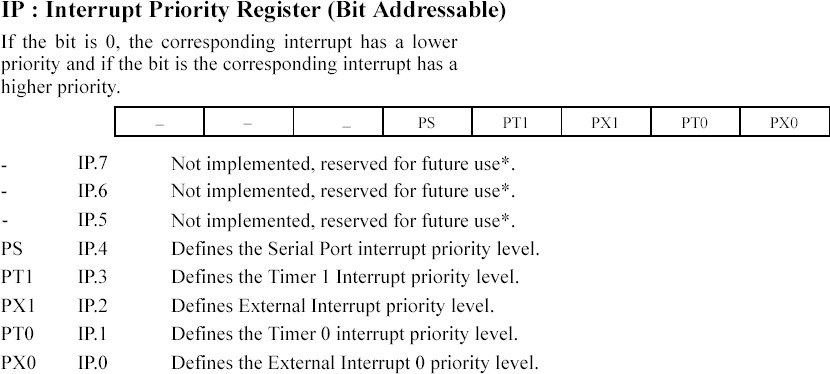 IP : Interrupt Priority Register (Bit Addressable)
If the bit is 0, the corresponding interrupt has a lower
priority and if the bit is the corresponding interrupt has a
higher priority.
– – – PS PT1 PX1 PT0 PX0
- IP.7 Not implemented, reserved for future use*.
- IP.6 Not implemented, reserved for future use*.
- IP.5 Not implemented, reserved for future use*.
PS IP.4 Defines the Serial Port interrupt priority level.
PT1 IP.3 Defines the Timer 1 Interrupt priority level.
PX1 IP.2 Defines External Interrupt priority level.
PT0 IP.1 Defines the Timer 0 interrupt priority level.
PX0 IP.0 Defines the External Interrupt 0 priority level.